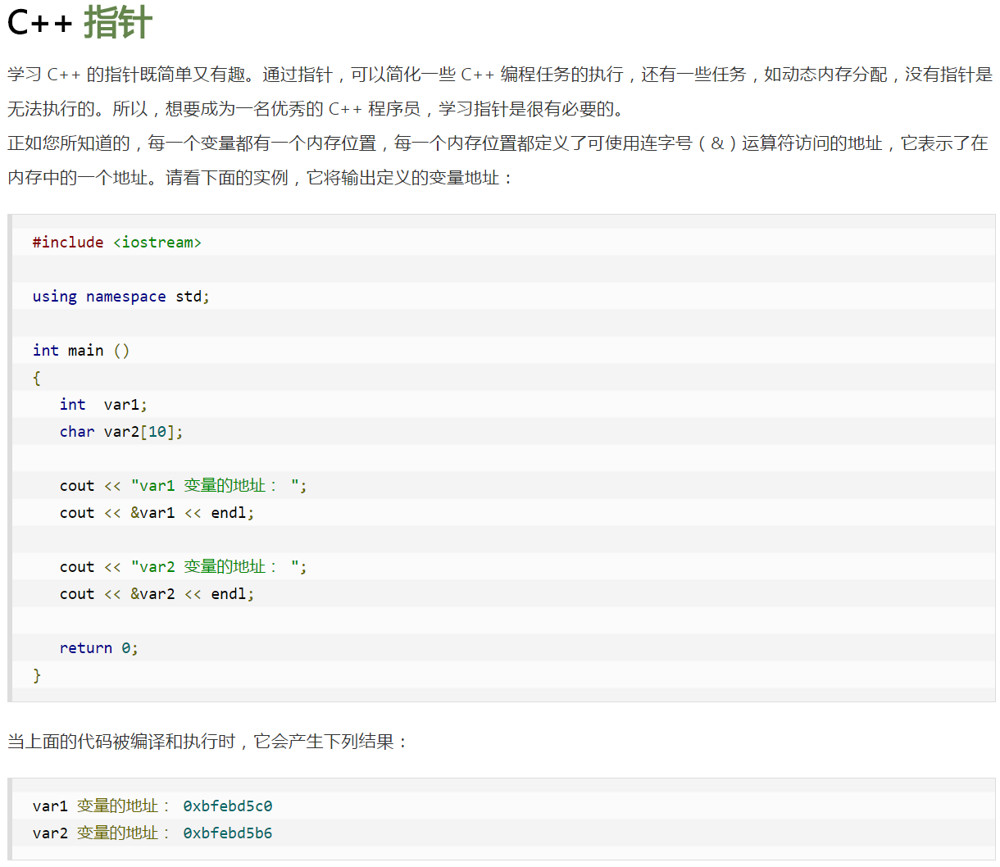 C++ 指针
学习 C++ 的指针既简单又有趣。通过指针，可以简化一些 C++ 编程任务的执行，还有一些任务，如动态内存分配，没有指针是
无法执行的。所以，想要成为一名优秀的 C++ 程序员，学习指针是很有必要的。
正如您所知道的，每一个变量都有一个内存位置，每一个内存位置都定义了可使用连字号（&）运算符访问的地址，它表示了在
内存中的一个地址。请看下面的实例，它将输出定义的变量地址：
#include <iostream>
using namespace std;
int main ()
{
   int  var1;
   char var2[10];
   cout << "var1 变量的地址： ";
   cout << &var1 << endl;
   cout << "var2 变量的地址： ";
   cout << &var2 << endl;
   return 0;
}
当上面的代码被编译和执行时，它会产生下列结果：
var1 变量的地址： 0xbfebd5c0
var2 变量的地址： 0xbfebd5b6